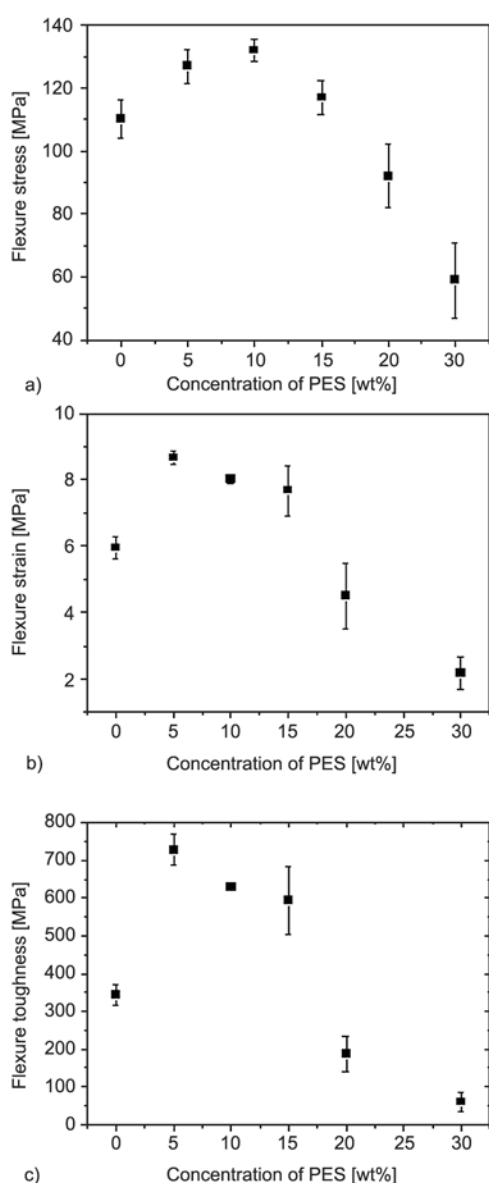 140
120
100
80
60
40
Flexure stress [MPa]
0 5 10 15 20 30
a) Concentration of PES [wt%]
10
8
6
4
2
Flexure strain [MPa]
0 5 10 15 20 25 30
b) Concentration of PES [wt%]
800
700
600
500
400
300
200
100
0
Flexure toughness [MPa]
0 5 10 15 20 25 30
c) Concentration of PES [wt%]